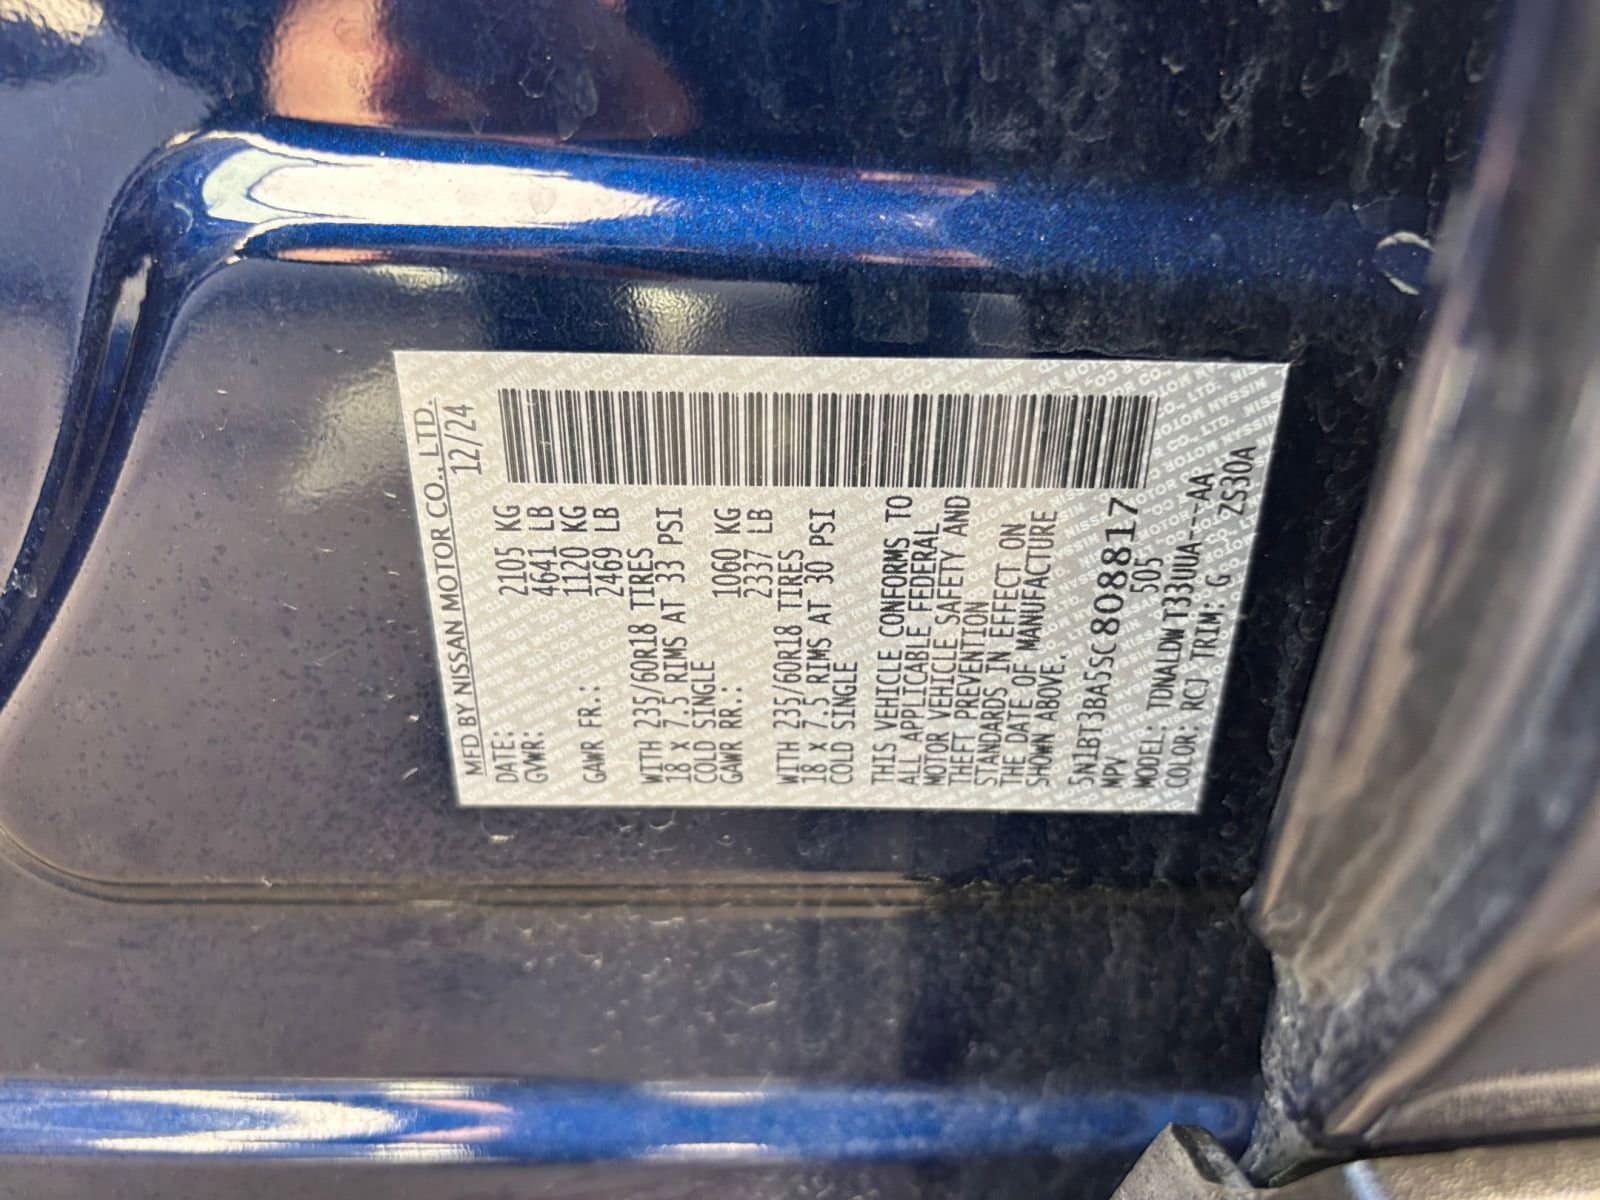 MFD BY NISSAN MOTOR CO., LTD.
DATE: 12/24
GVWR: 2105 KG
4641 LB
GAWR FR.: 1120 KG
2469 LB
WITH 235/60R18 TIRES
18 X 7.5 RIMS AT 33 PSI
COLD SINGLE
GAWR RR.: 1060 KG
2337 LB
WITH 235/60R18 TIRES
18 X 7.5 RIMS AT 30 PSI
COLD SINGLE
THIS VEHICLE CONFORMS TO
ALL APPLICABLE FEDERAL
MOTOR VEHICLE SAFETY AND
THEFT PREVENTION
STANDARDS IN EFFECT ON
THE DATE OF MANUFACTURE
SHOWN ABOVE.
5N1BT3BA5SC808817
MPV 505
MODEL: TDNALDW T33UUA---AA
COLOR: RCJ TRIM: G ZS30A